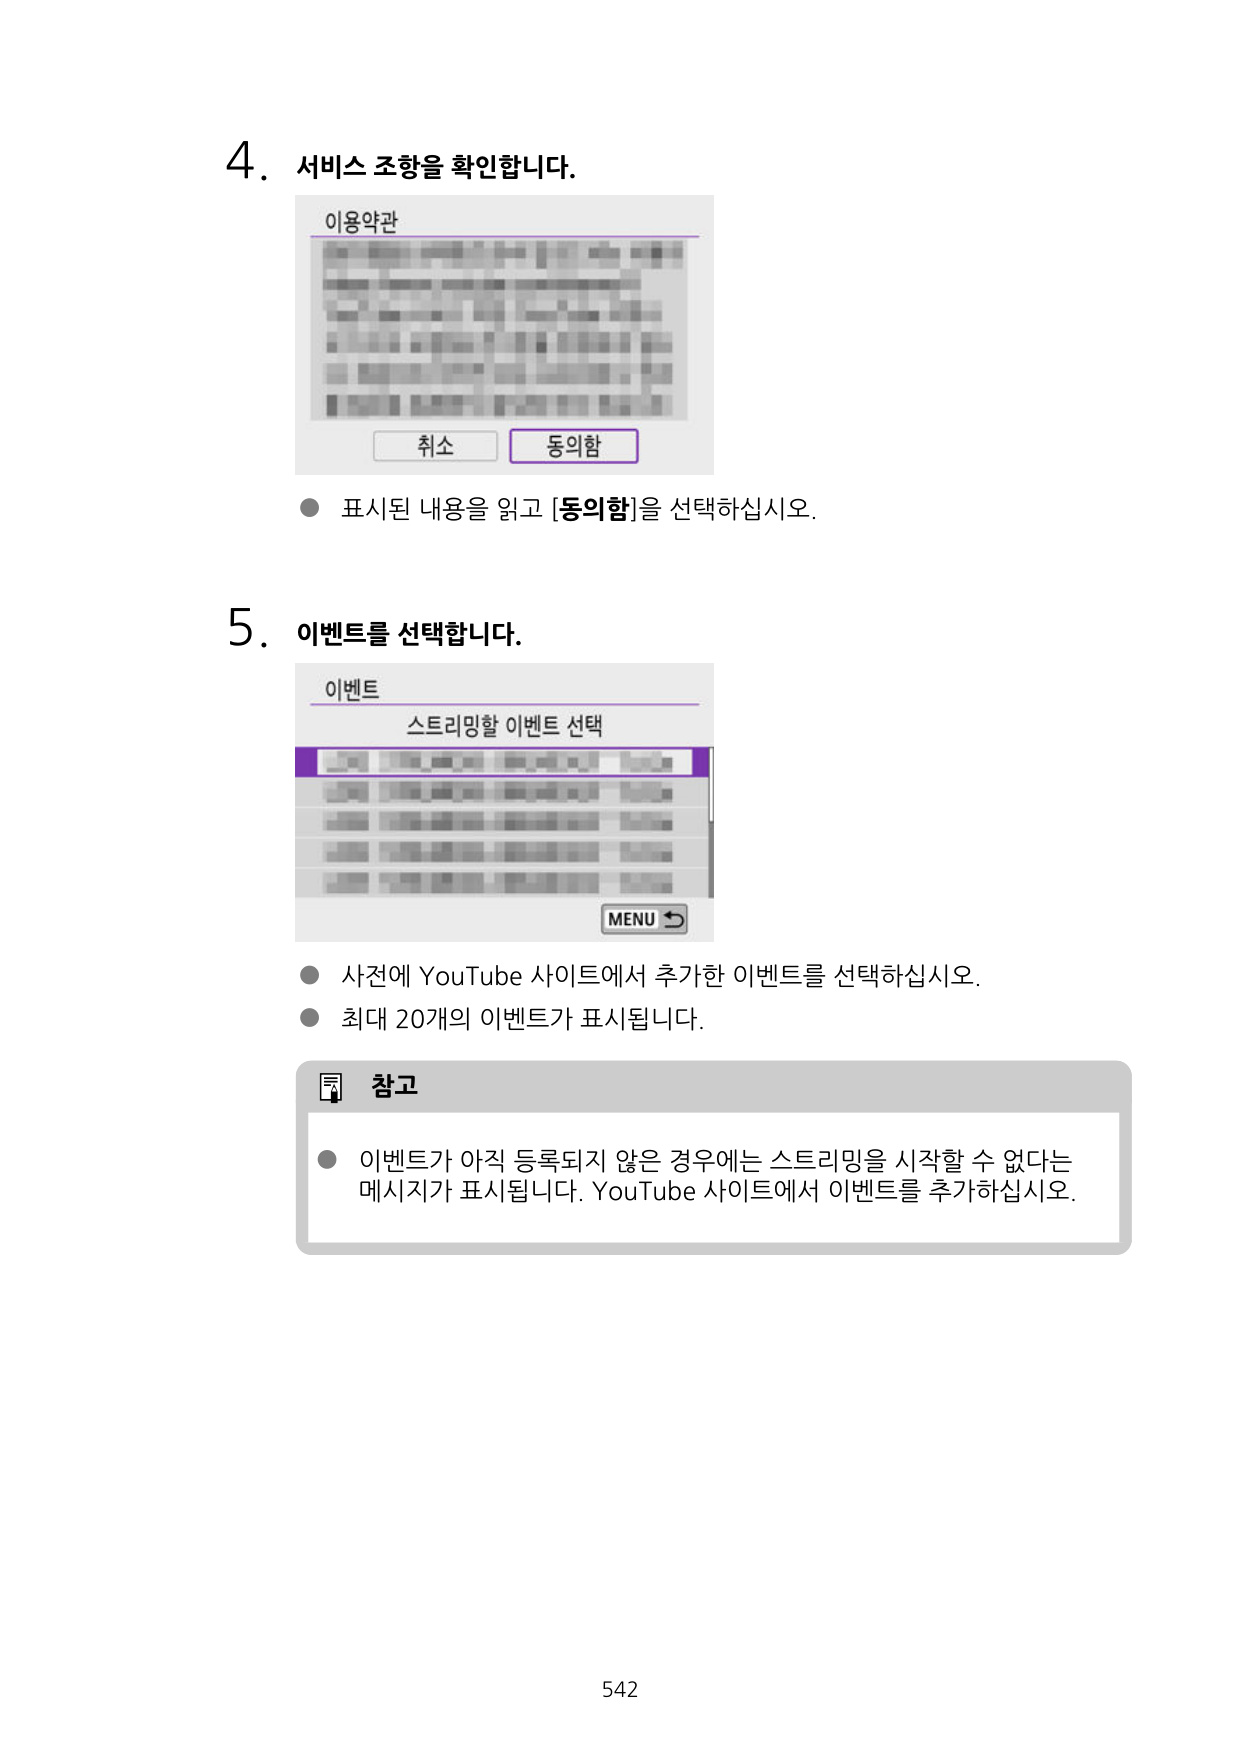 4. 서비스 조항을 확인합니다.
이용약관
취소 동의함
● 표시된 내용을 읽고 [동의함]을 선택하십시오.
5. 이벤트를 선택합니다.
이벤트
스트리밍할 이벤트 선택
MENU
● 사전에 YouTube 사이트에서 추가한 이벤트를 선택하십시오.
● 최대 20개의 이벤트가 표시됩니다.
참고
● 이벤트가 아직 등록되지 않은 경우에는 스트리밍을 시작할 수 없다는
메시지가 표시됩니다. YouTube 사이트에서 이벤트를 추가하십시오.
542